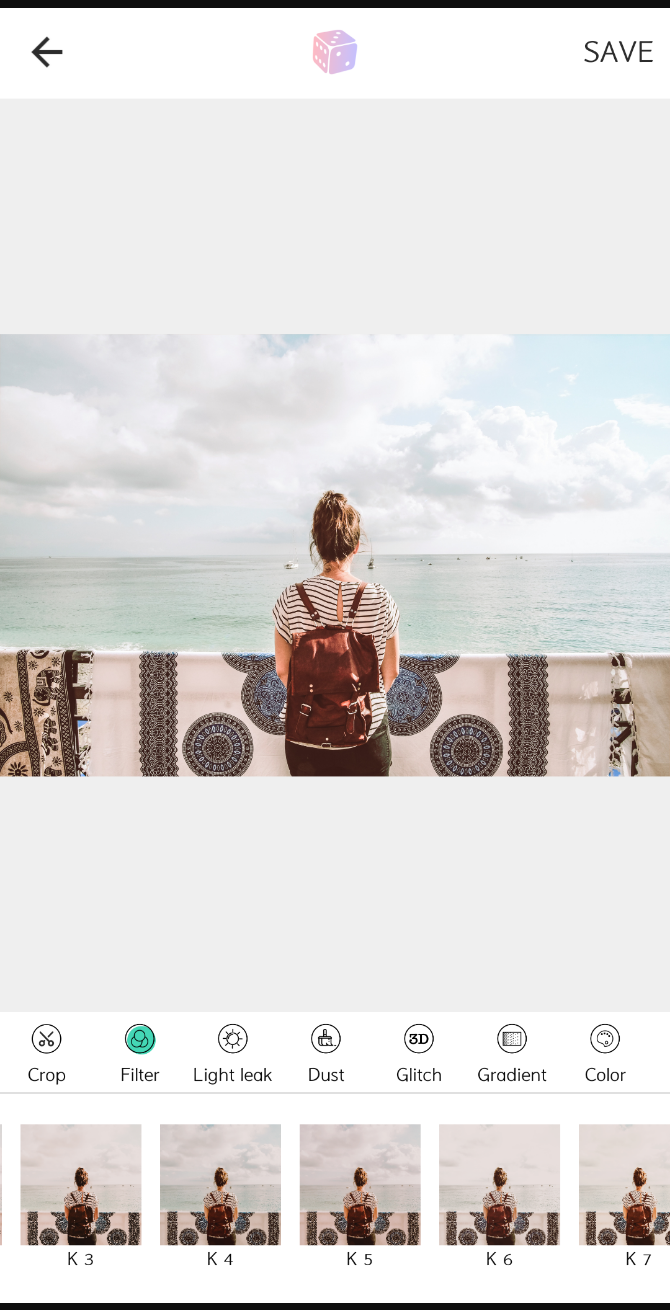 SAVE
Crop
Filter
Light leak
Dust
3D
Glitch
Gradient
Color
K 3
K 4
K 5
K 6
K 7